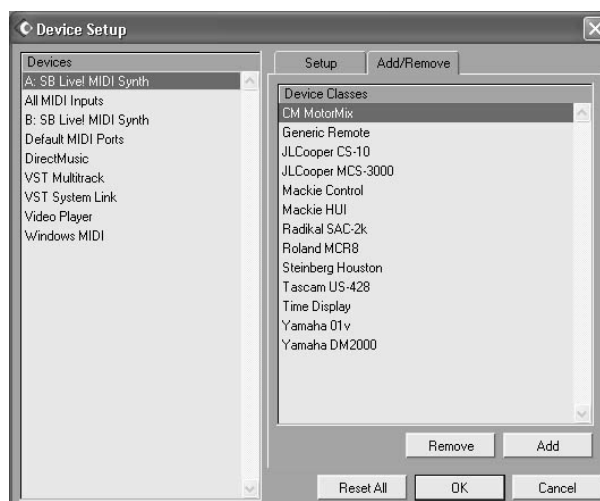 Device Setup
Devices
A: SB Live! MIDI Synth
All MIDI Inputs
B: SB Live! MIDI Synth
Default MIDI Ports
DirectMusic
VST Multitrack
VST System Link
Video Player
Windows MIDI
Setup
Add/Remove
Device Classes
CM MotorMix
Generic Remote
JLCooper CS-10
JLCooper MCS-3000
Mackie Control
Mackie HUI
Radikal SAC-2k
Roland MCR8
Steinberg Houston
Tascam US-428
Time Display
Yamaha 01v
Yamaha DM2000
Remove
Add
Reset All
OK
Cancel